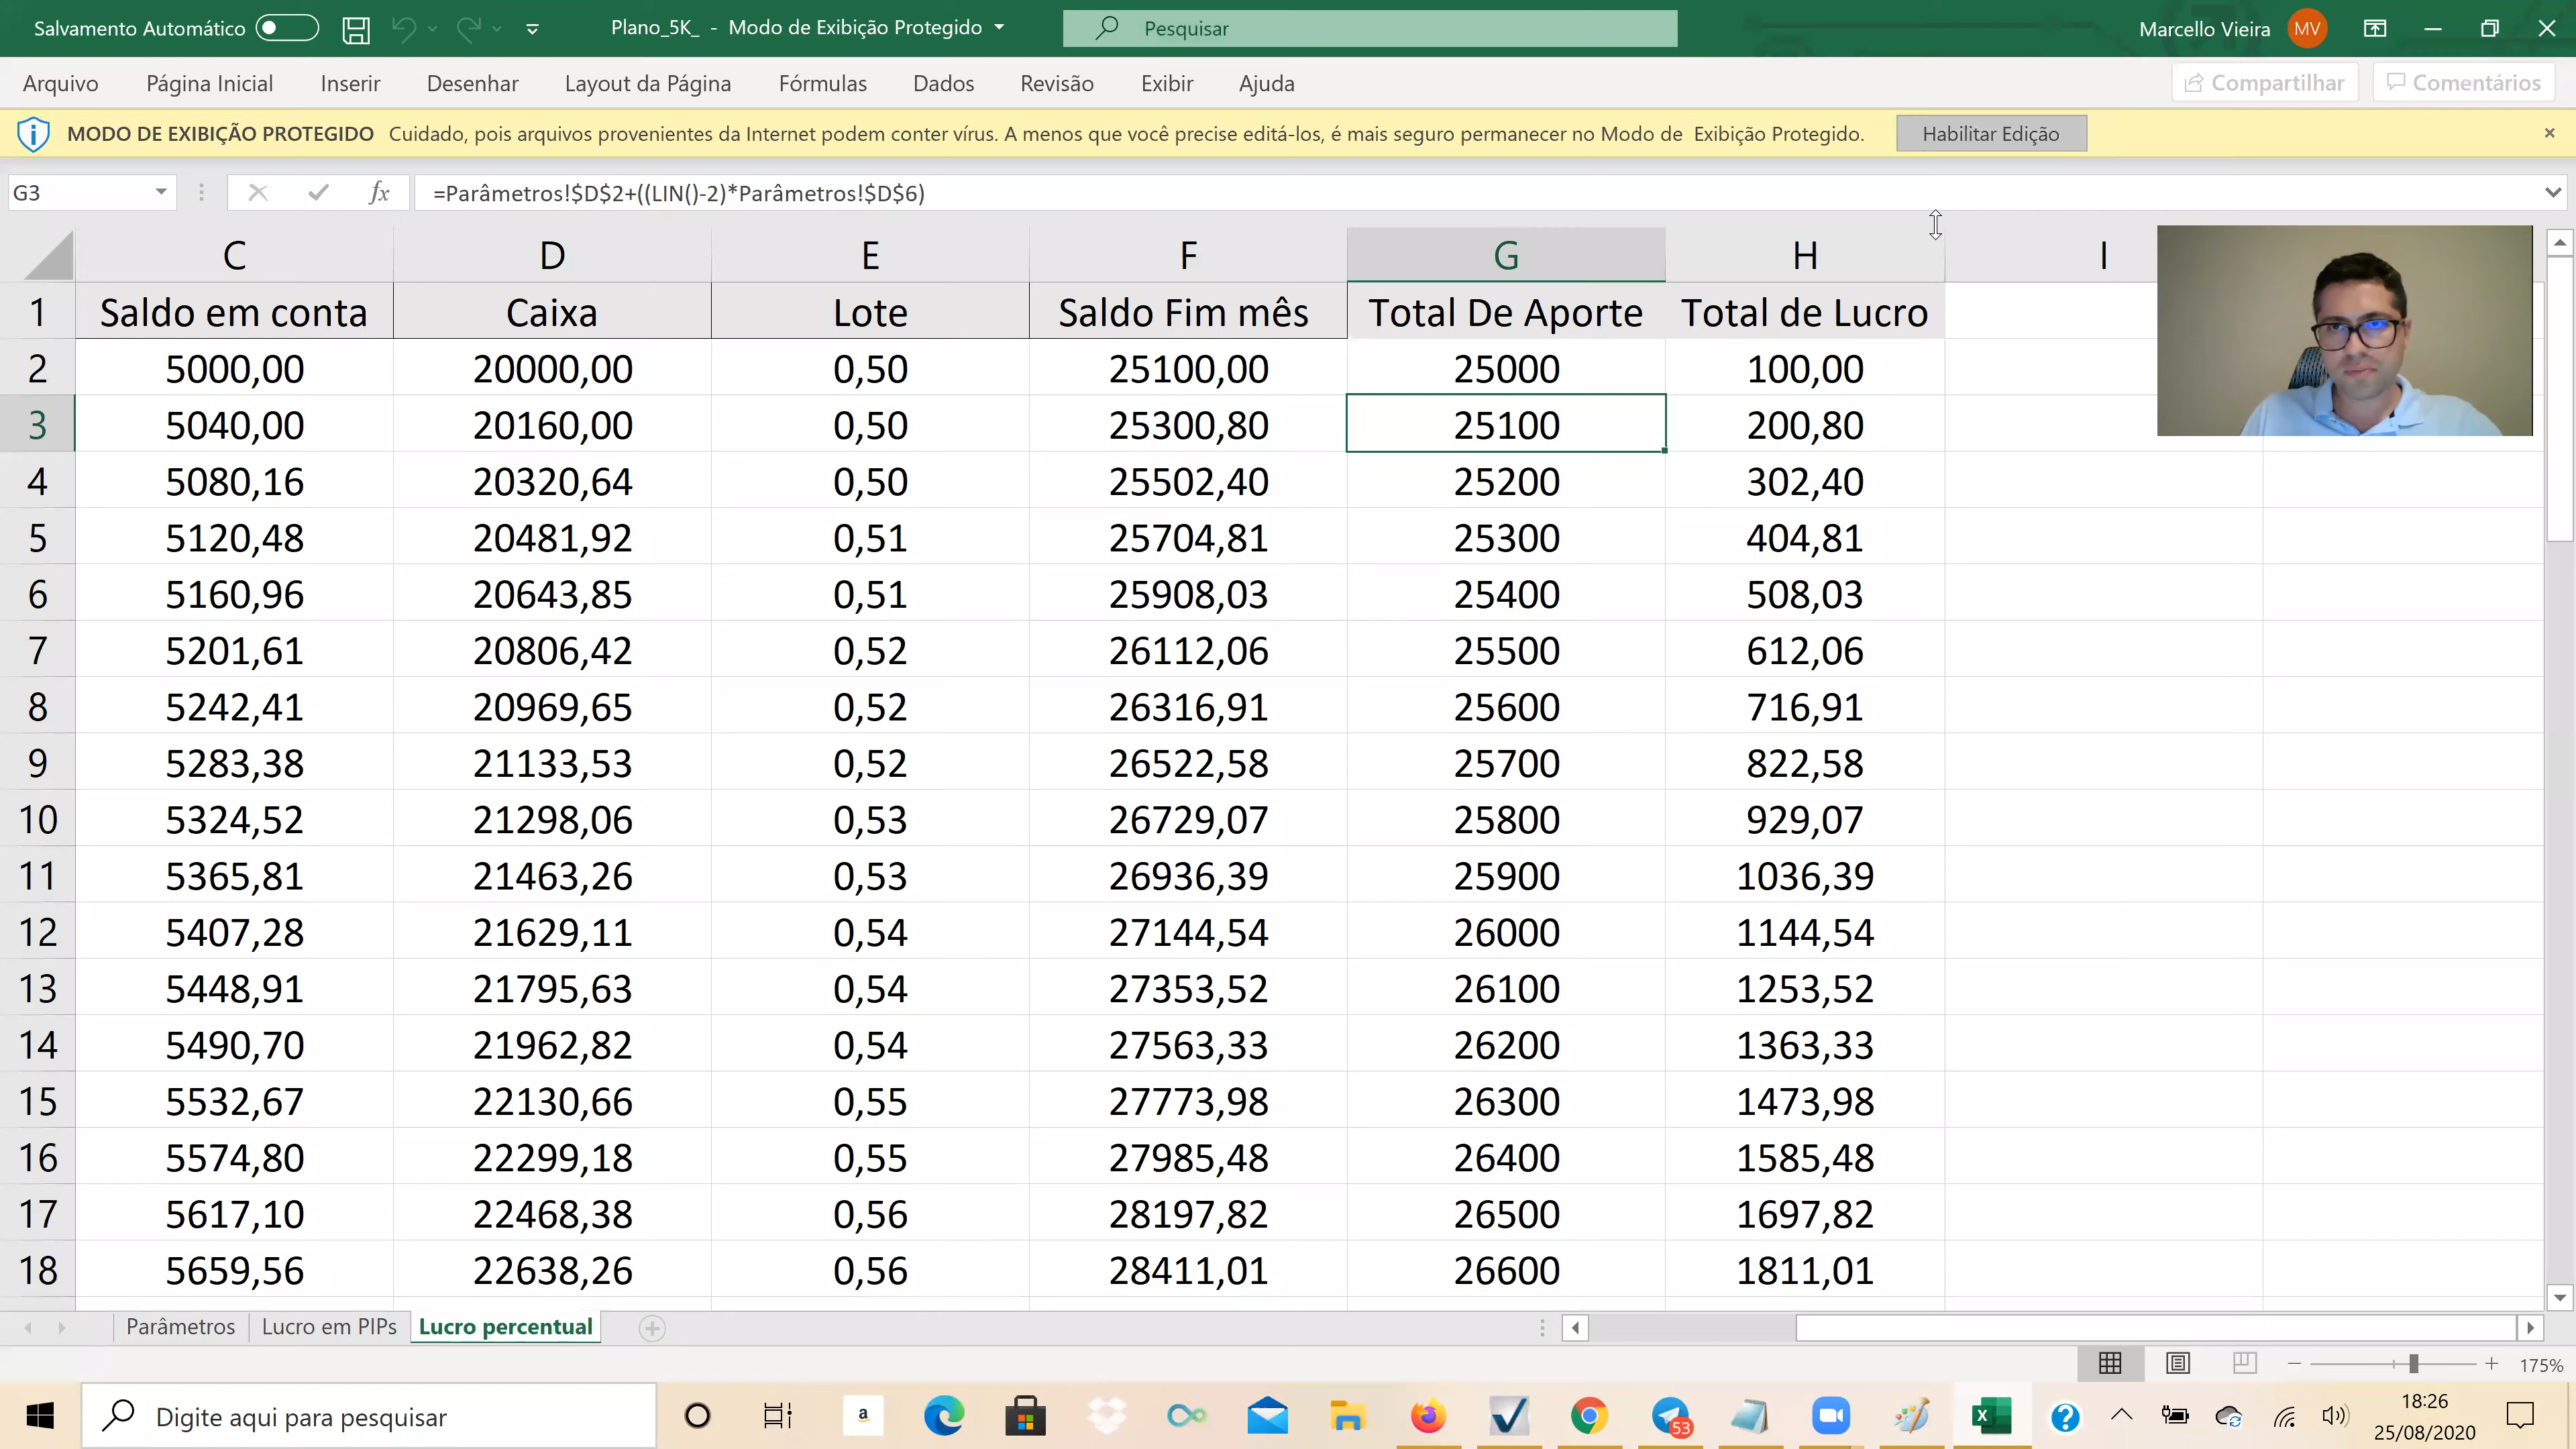 Salvamento Automático
Plano_5K_ - Modo de Exibição Protegido
Pesquisar
Marcello Vieira MV
Arquivo Página Inicial Inserir Desenhar Layout da Página Fórmulas Dados Revisão Exibir Ajuda Compartilhar Comentários
MODO DE EXIBIÇÃO PROTEGIDO Cuidado, pois arquivos provenientes da Internet podem conter vírus. A menos que você precise editá-los, é mais seguro permanecer no Modo de Exibição Protegido. Habilitar Edição
G3 fx =Parâmetros!$D$2+((LIN()-2)*Parâmetros!$D$6)
C D E F G H I
1 Saldo em conta Caixa Lote Saldo Fim mês Total De Aporte Total de Lucro
2 5000,00 20000,00 0,50 25100,00 25000 100,00
3 5040,00 20160,00 0,50 25300,80 25100 200,80
4 5080,16 20320,64 0,50 25502,40 25200 302,40
5 5120,48 20481,92 0,51 25704,81 25300 404,81
6 5160,96 20643,85 0,51 25908,03 25400 508,03
7 5201,61 20806,42 0,52 26112,06 25500 612,06
8 5242,41 20969,65 0,52 26316,91 25600 716,91
9 5283,38 21133,53 0,52 26522,58 25700 822,58
10 5324,52 21298,06 0,53 26729,07 25800 929,07
11 5365,81 21463,26 0,53 26936,39 25900 1036,39
12 5407,28 21629,11 0,54 27144,54 26000 1144,54
13 5448,91 21795,63 0,54 27353,52 26100 1253,52
14 5490,70 21962,82 0,54 27563,33 26200 1363,33
15 5532,67 22130,66 0,55 27773,98 26300 1473,98
16 5574,80 22299,18 0,55 27985,48 26400 1585,48
17 5617,10 22468,38 0,56 28197,82 26500 1697,82
18 5659,56 22638,26 0,56 28411,01 26600 1811,01
Parâmetros Lucro em PIPs Lucro percentual
175%
Digite aqui para pesquisar
a
53
18:26
25/08/2020